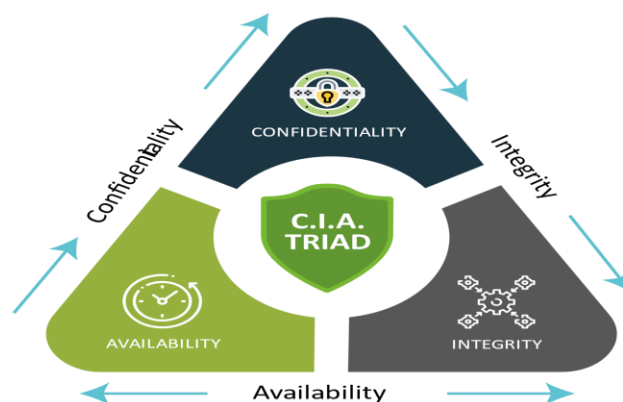 CONFIDENTIALITY
Confidentiality
Integrity
C.I.A.
TRIAD
AVAILABILITY
INTEGRITY
Availability